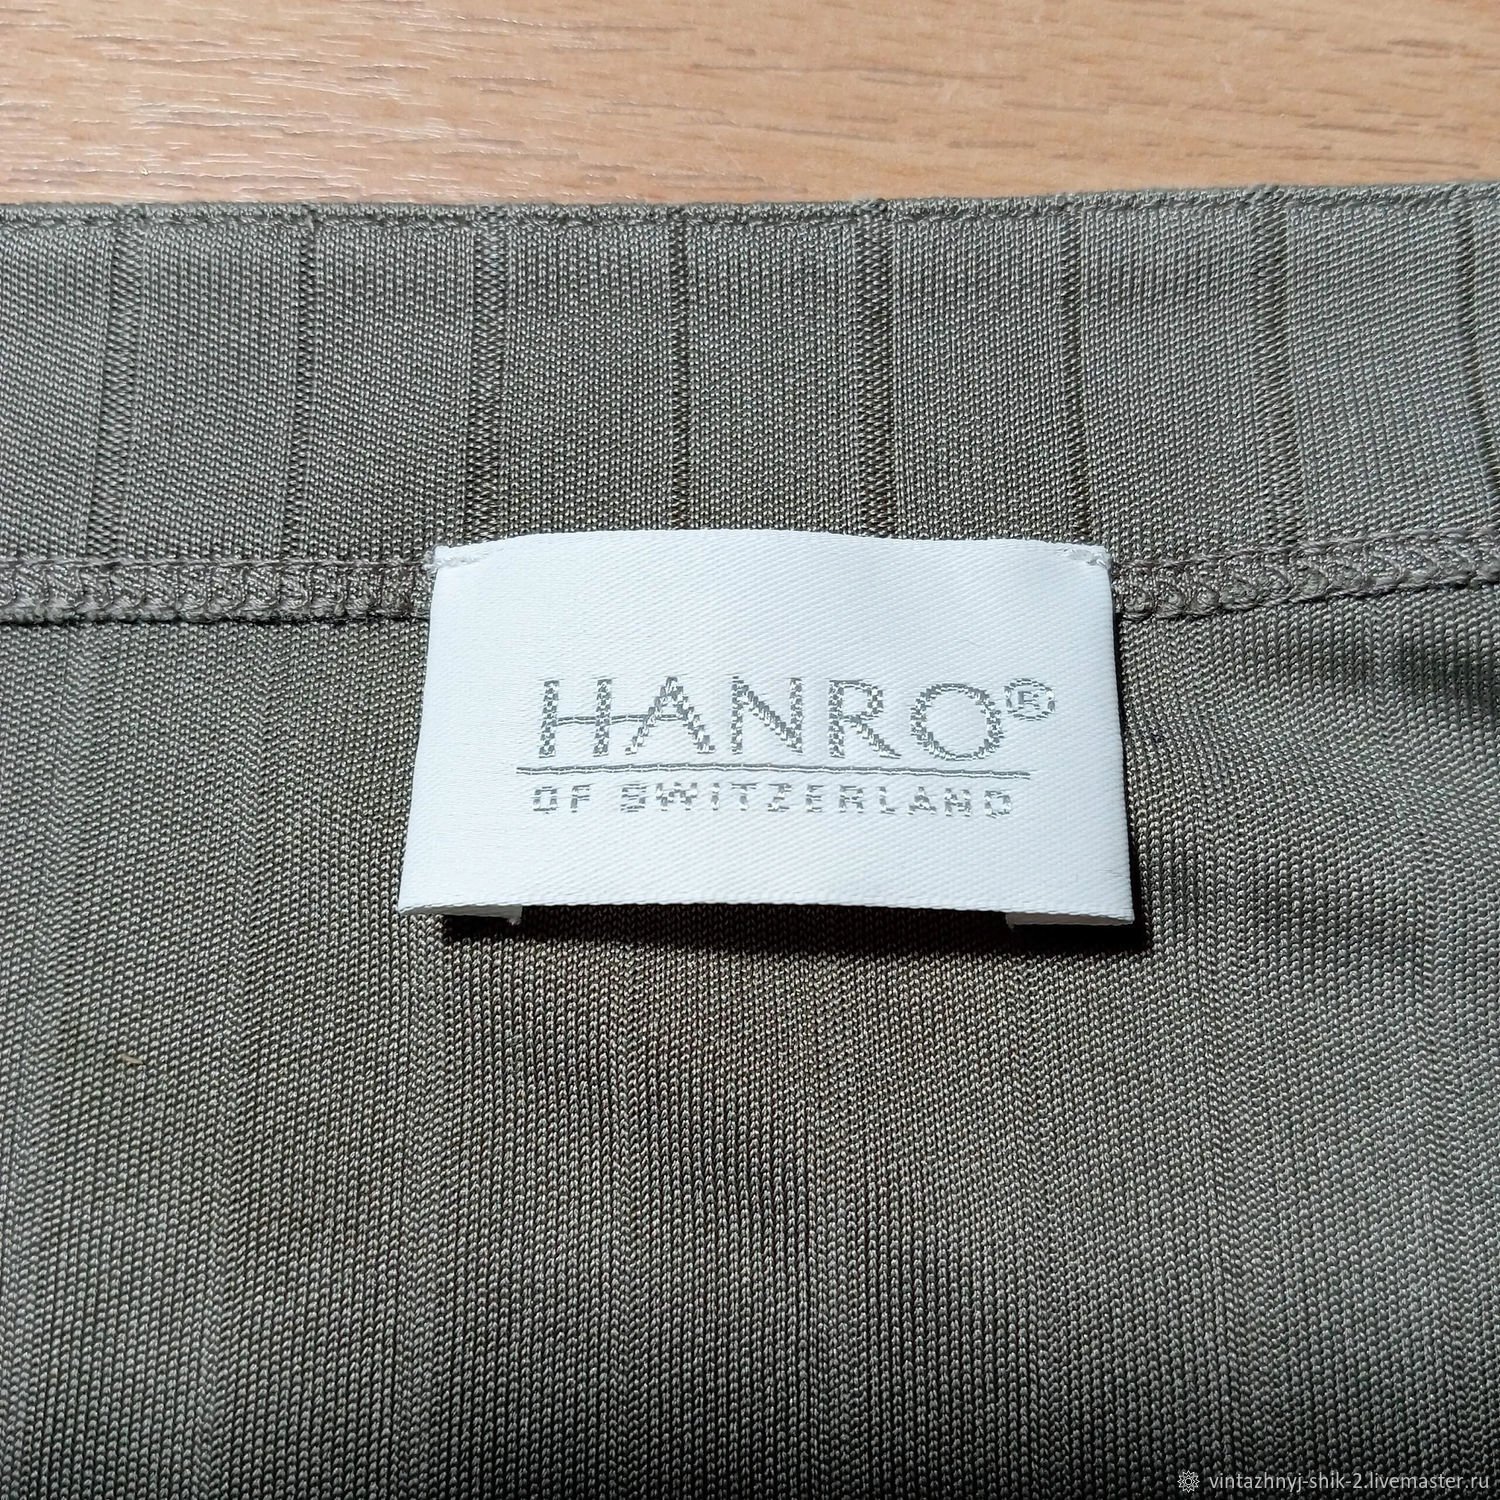 HANRO®
OF SWITZERLAND
vintazhnyj-shik-2.livemaster.ru